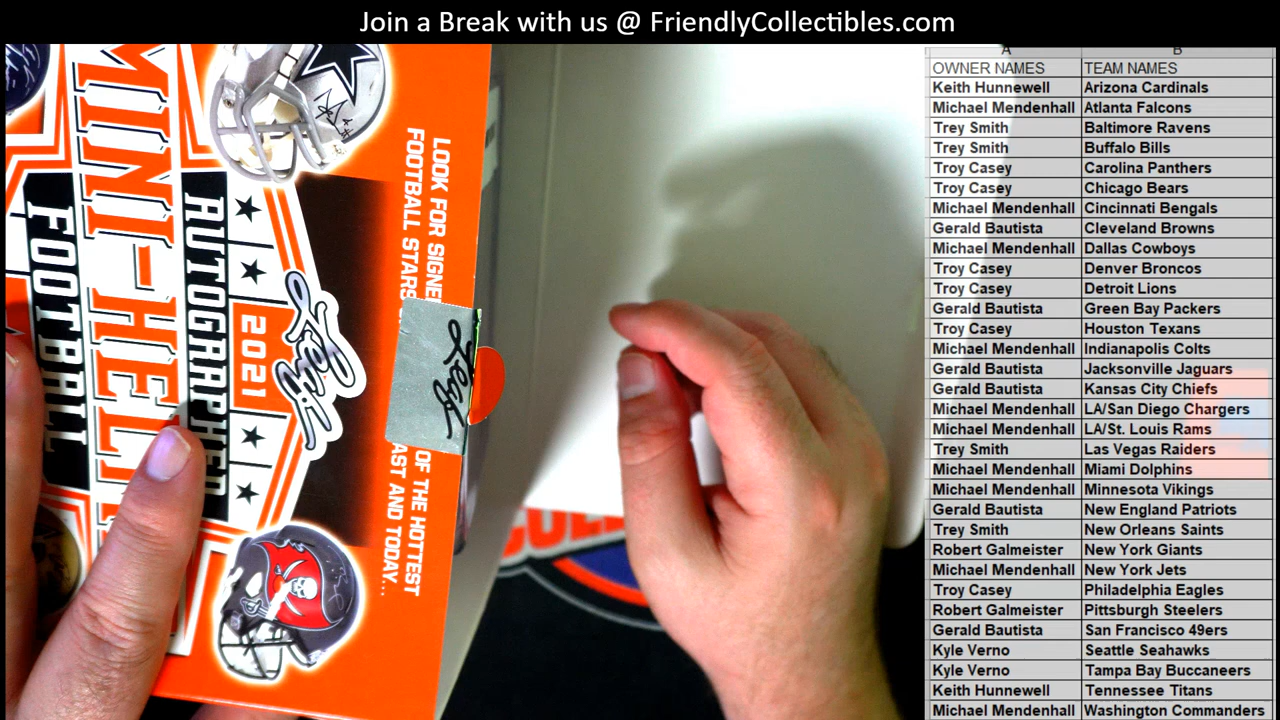 Join a Break with us @ FriendlyCollectibles.com
A B
OWNER NAMES TEAM NAMES
Keith Hunnewell Arizona Cardinals
Michael Mendenhall Atlanta Falcons
Trey Smith Baltimore Ravens
Trey Smith Buffalo Bills
Troy Casey Carolina Panthers
Troy Casey Chicago Bears
Michael Mendenhall Cincinnati Bengals
Gerald Bautista Cleveland Browns
Michael Mendenhall Dallas Cowboys
Troy Casey Denver Broncos
Troy Casey Detroit Lions
Gerald Bautista Green Bay Packers
Troy Casey Houston Texans
Michael Mendenhall Indianapolis Colts
Gerald Bautista Jacksonville Jaguars
Gerald Bautista Kansas City Chiefs
Michael Mendenhall LA/San Diego Chargers
Michael Mendenhall LA/St. Louis Rams
Trey Smith Las Vegas Raiders
Michael Mendenhall Miami Dolphins
Michael Mendenhall Minnesota Vikings
Gerald Bautista New England Patriots
Trey Smith New Orleans Saints
Robert Galmeister New York Giants
Michael Mendenhall New York Jets
Troy Casey Philadelphia Eagles
Robert Galmeister Pittsburgh Steelers
Gerald Bautista San Francisco 49ers
Kyle Verno Seattle Seahawks
Kyle Verno Tampa Bay Buccaneers
Keith Hunnewell Tennessee Titans
Michael Mendenhall Washington Commanders
LOOK FOR OF THE HOTTEST
FOOTBALL STARS AND TODAY...
Leaf
Leaf
2021
AUTOGRAPHED
MINI-HEL
FOOTBALL